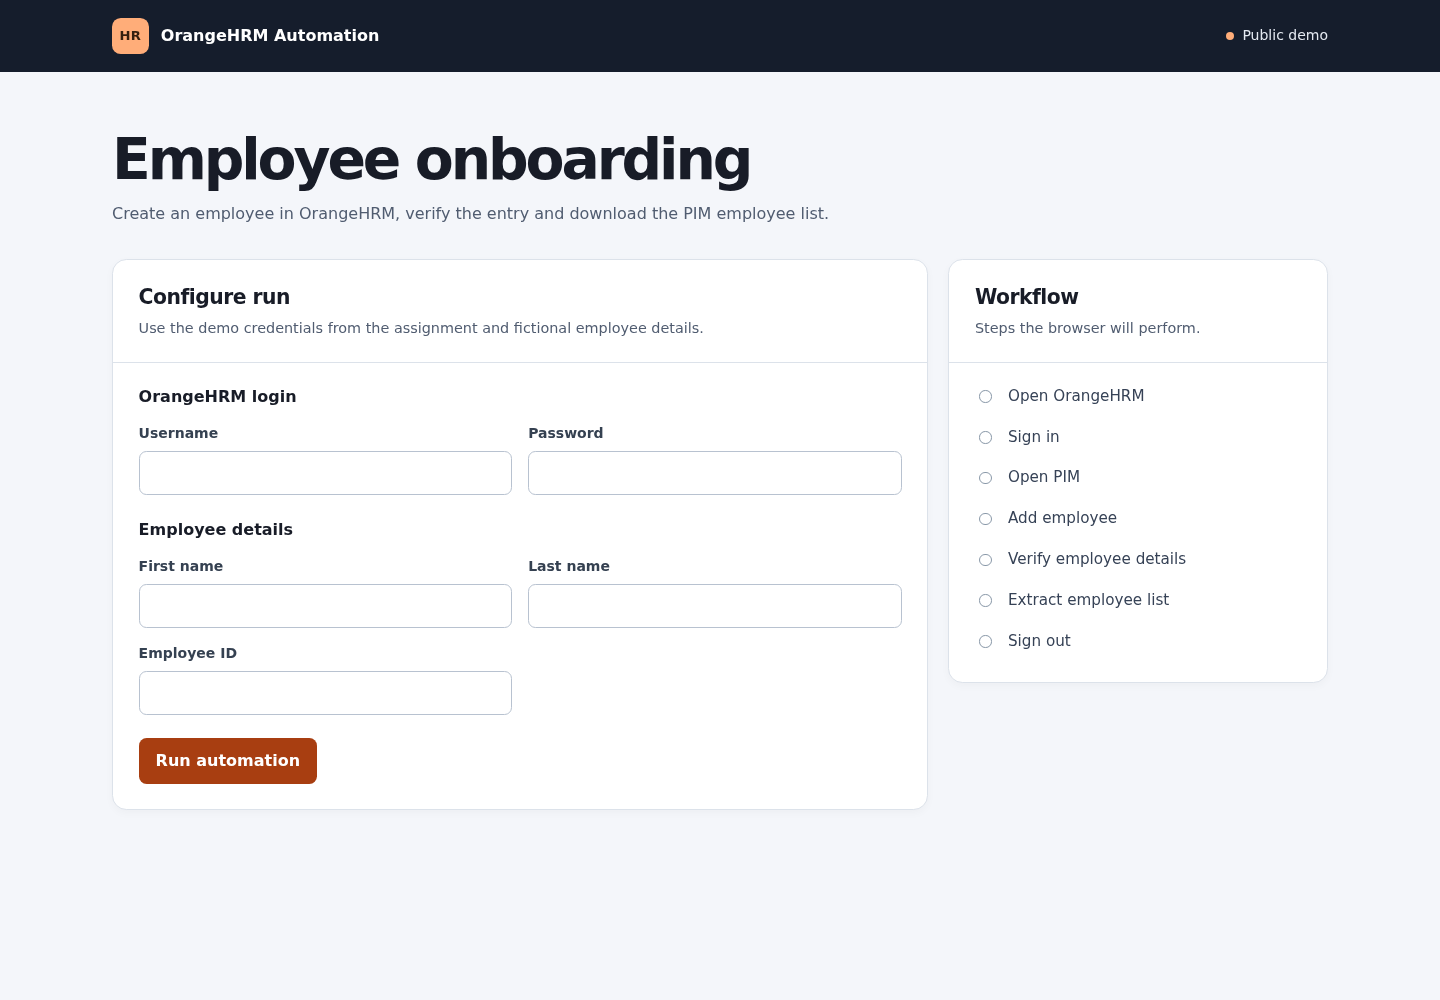 HR
OrangeHRM Automation
Public demo
Employee onboarding
Create an employee in OrangeHRM, verify the entry and download the PIM employee list.
Configure run
Use the demo credentials from the assignment and fictional employee details.
OrangeHRM login
Username
Password
Employee details
First name
Last name
Employee ID
Run automation
Workflow
Steps the browser will perform.
Open OrangeHRM
Sign in
Open PIM
Add employee
Verify employee details
Extract employee list
Sign out